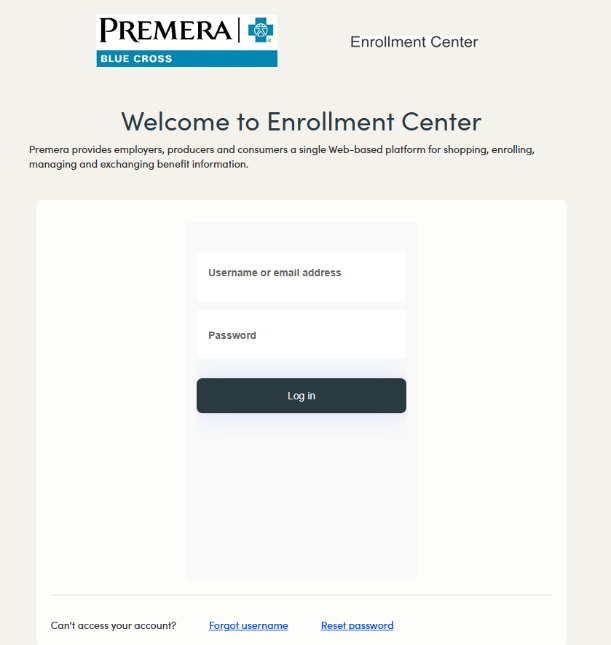 PREMERA
BLUE CROSS
Enrollment Center
Welcome to Enrollment Center
Premera provides employers, producers and consumers a single Web-based platform for shopping, enrolling,
managing and exchanging benefit information.
Username or email address
Password
Log in
Can't access your account? Forgot username Reset password